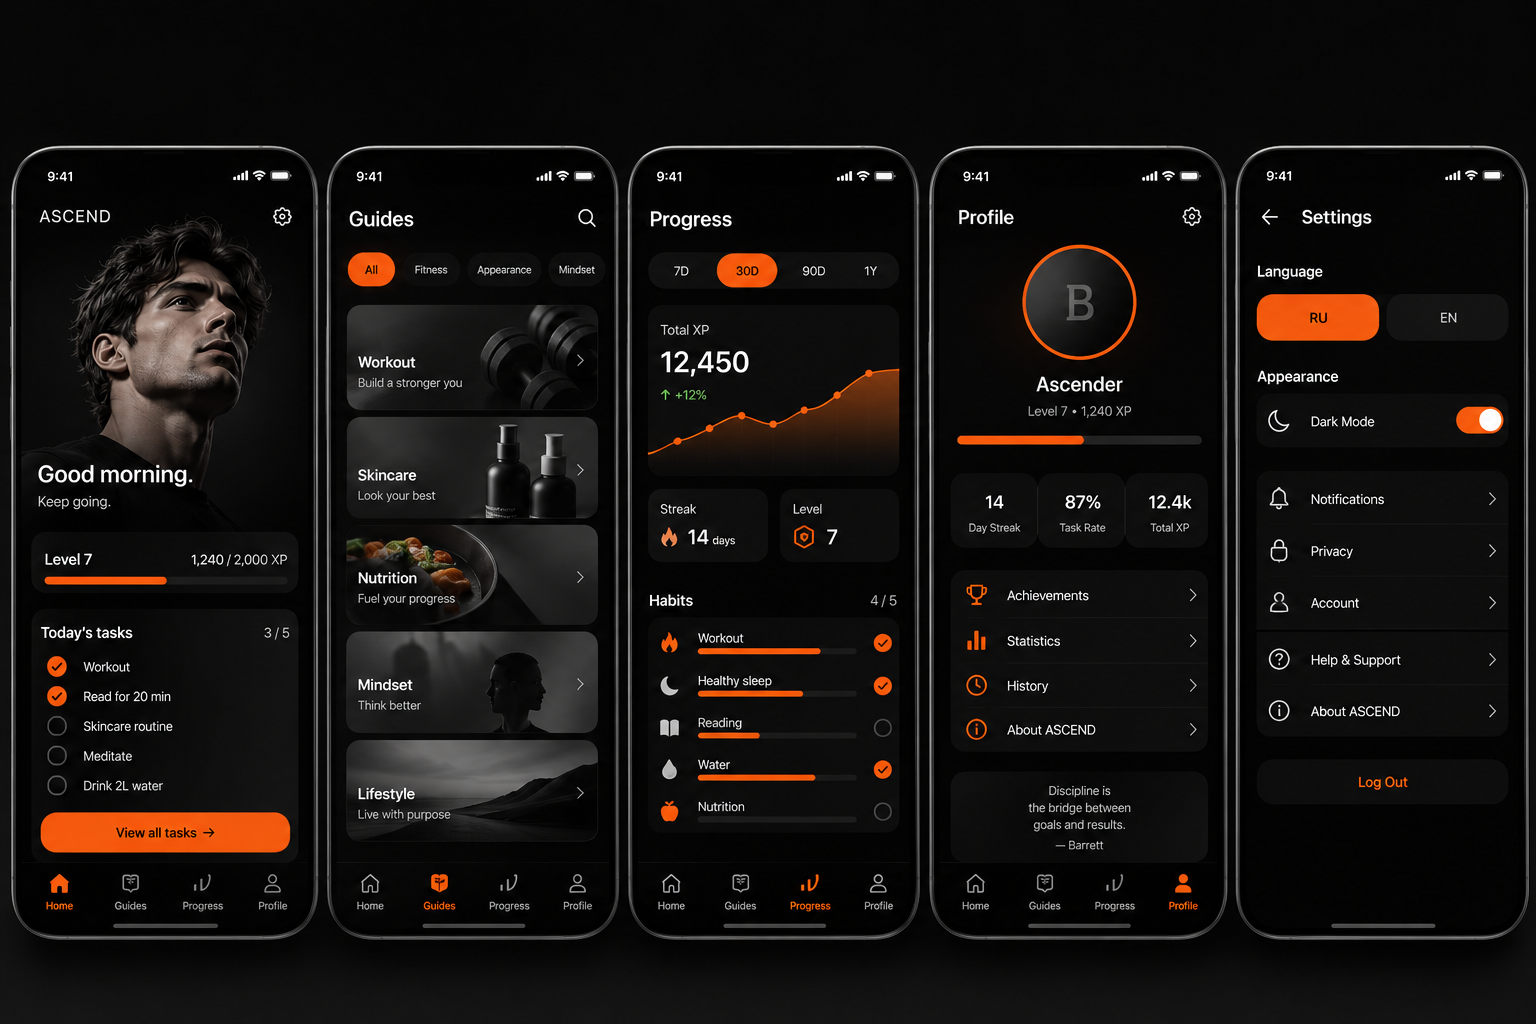 9:41
ASCEND
Good morning.
Keep going.
Level 7
1,240 / 2,000 XP
Today's tasks
3 / 5
Workout
Read for 20 min
Skincare routine
Meditate
Drink 2L water
View all tasks →
Home
Guides
Progress
Profile
9:41
Guides
All
Fitness
Appearance
Mindset
Workout
Build a stronger you
Skincare
Look your best
Nutrition
Fuel your progress
Mindset
Think better
Lifestyle
Live with purpose
Home
Guides
Progress
Profile
9:41
Progress
7D
30D
90D
1Y
Total XP
12,450
↑ +12%
Streak
14 days
Level
7
Habits
4 / 5
Workout
Healthy sleep
Reading
Water
Nutrition
Home
Guides
Progress
Profile
9:41
Profile
B
Ascender
Level 7 • 1,240 XP
14
Day Streak
87%
Task Rate
12.4k
Total XP
Achievements
Statistics
History
About ASCEND
Discipline is
the bridge between
goals and results.
— Barrett
Home
Guides
Progress
Profile
9:41
← Settings
Language
RU
EN
Appearance
Dark Mode
Notifications
Privacy
Account
Help & Support
About ASCEND
Log Out